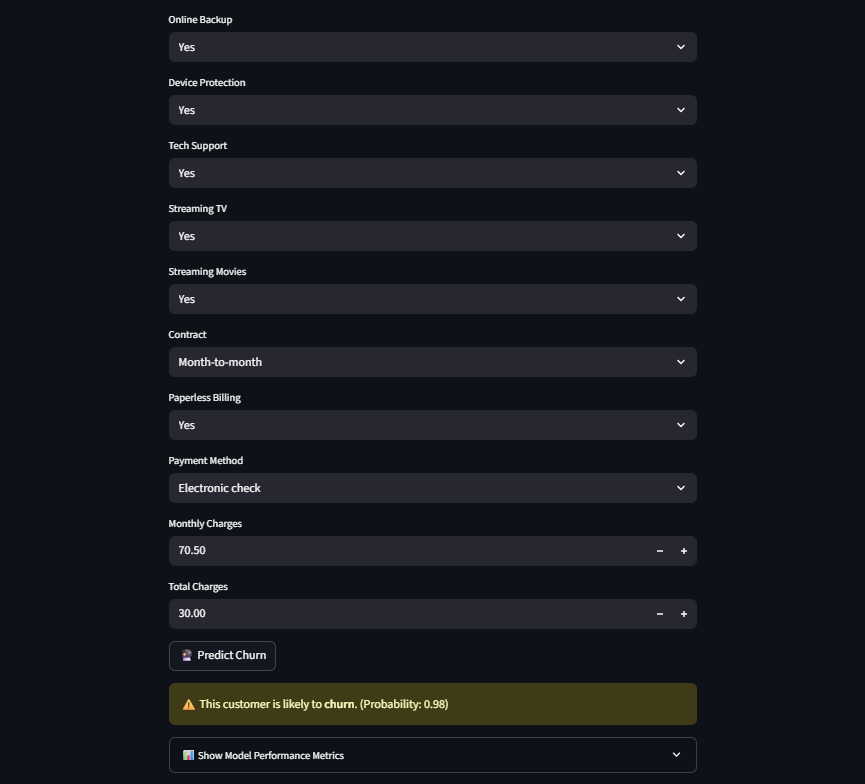 Online Backup
Yes
Device Protection
Yes
Tech Support
Yes
Streaming TV
Yes
Streaming Movies
Yes
Contract
Month-to-month
Paperless Billing
Yes
Payment Method
Electronic check
Monthly Charges
70.50
Total Charges
30.00
Predict Churn
This customer is likely to churn. (Probability: 0.98)
Show Model Performance Metrics